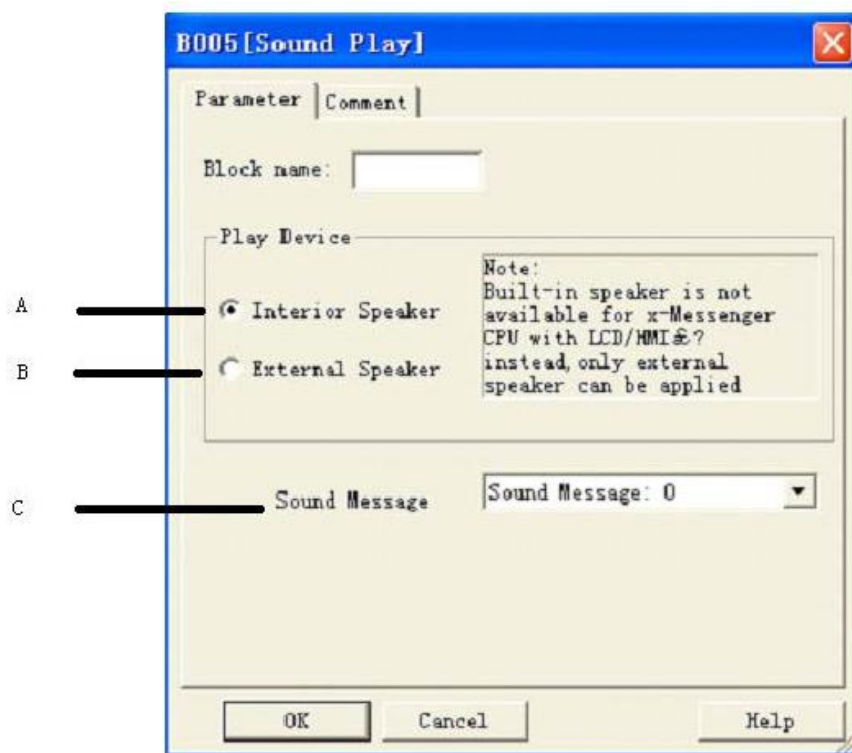 B005[Sound Play]
Parameter
Comment
Block name:
Play Device
A
Interior Speaker
B
External Speaker
Note:
Built-in speaker is not
available for x-Messenger
CPU with LCD/HMI£?
instead,only external
speaker can be applied
C
Sound Message
Sound Message: 0
OK
Cancel
Help